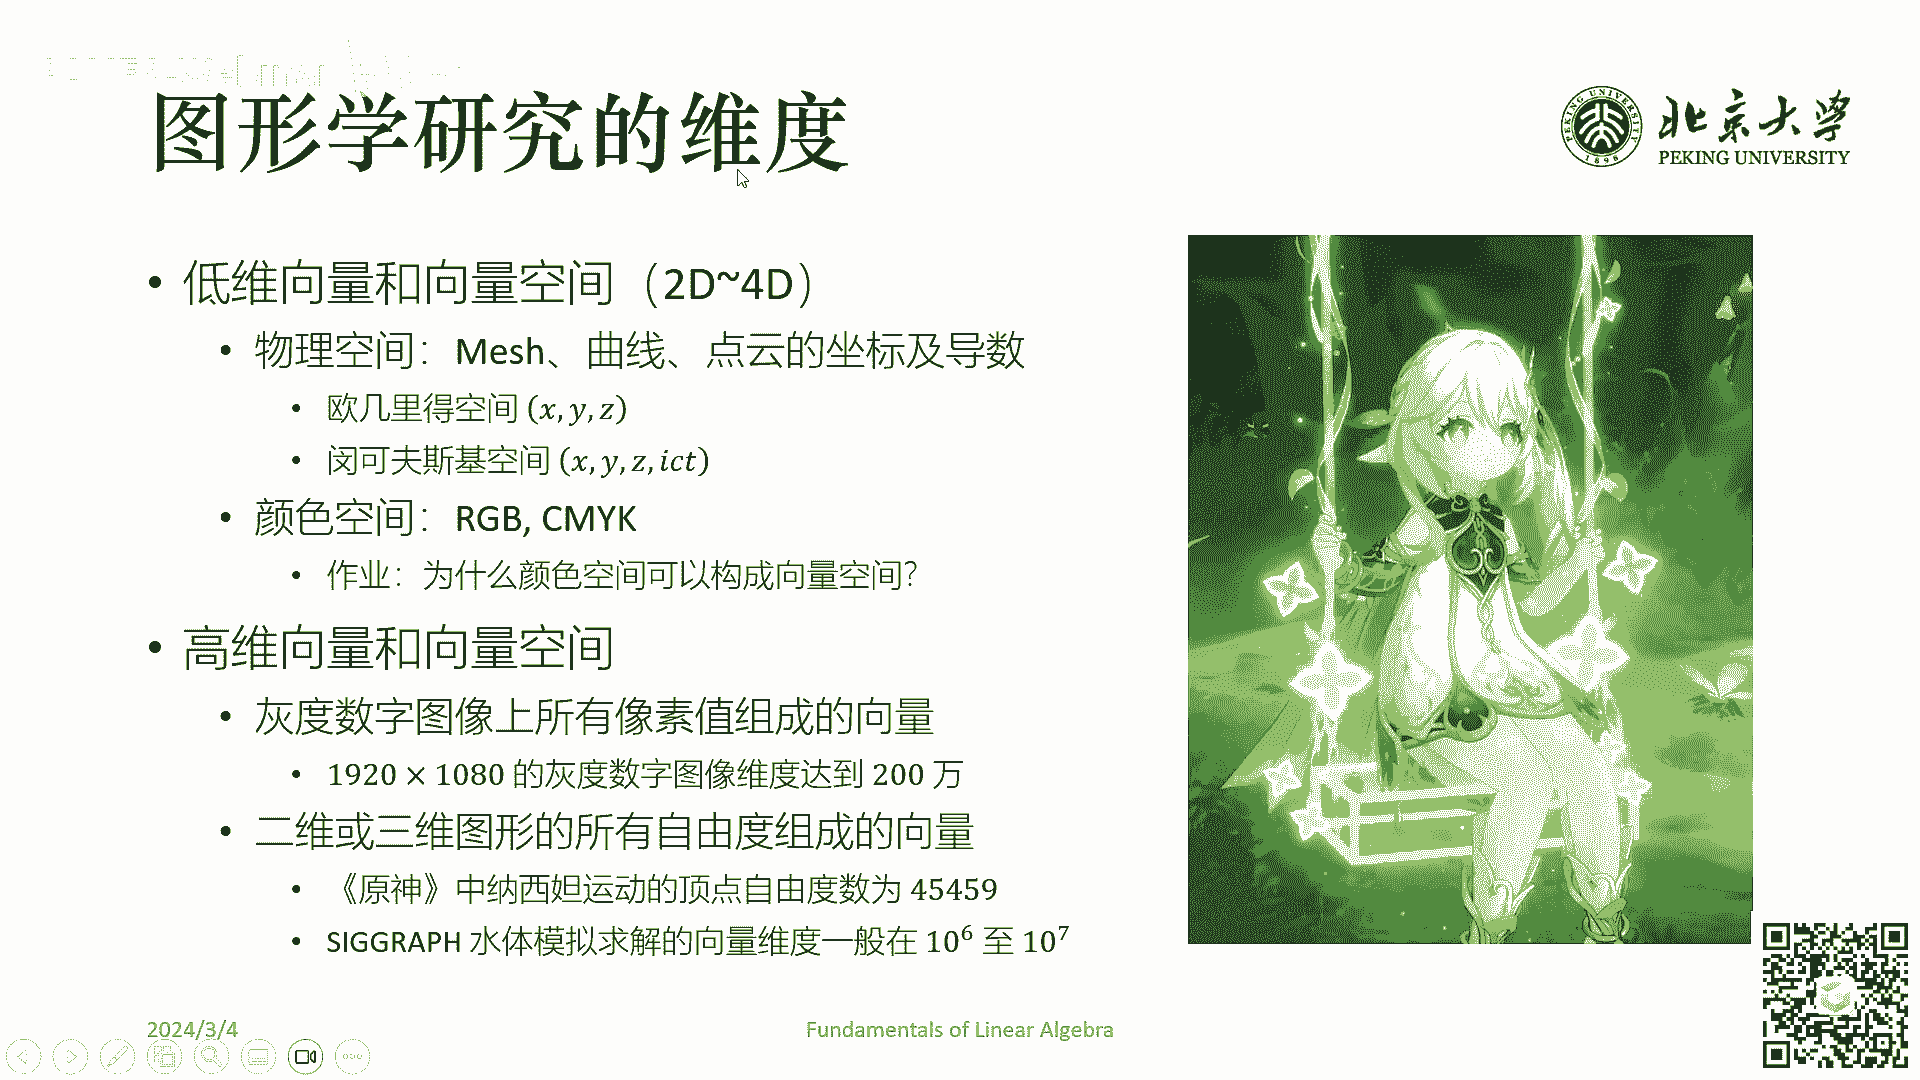 图形学研究的维度
北京大学
PEKING UNIVERSITY
PEKING UNIVERSITY
1898
• 低维向量和向量空间（2D~4D）
• 物理空间：Mesh、曲线、点云的坐标及导数
• 欧几里得空间 (x, y, z)
• 闵可夫斯基空间 (x, y, z, ict)
• 颜色空间：RGB, CMYK
• 作业：为什么颜色空间可以构成向量空间？
• 高维向量和向量空间
• 灰度数字图像上所有像素值组成的向量
• 1920 × 1080 的灰度数字图像维度达到 200 万
• 二维或三维图形的所有自由度组成的向量
• 《原神》中纳西妲运动的顶点自由度数为 45459
• SIGGRAPH 水体模拟求解的向量维度一般在 10⁶ 至 10⁷
2024/3/4
Fundamentals of Linear Algebra